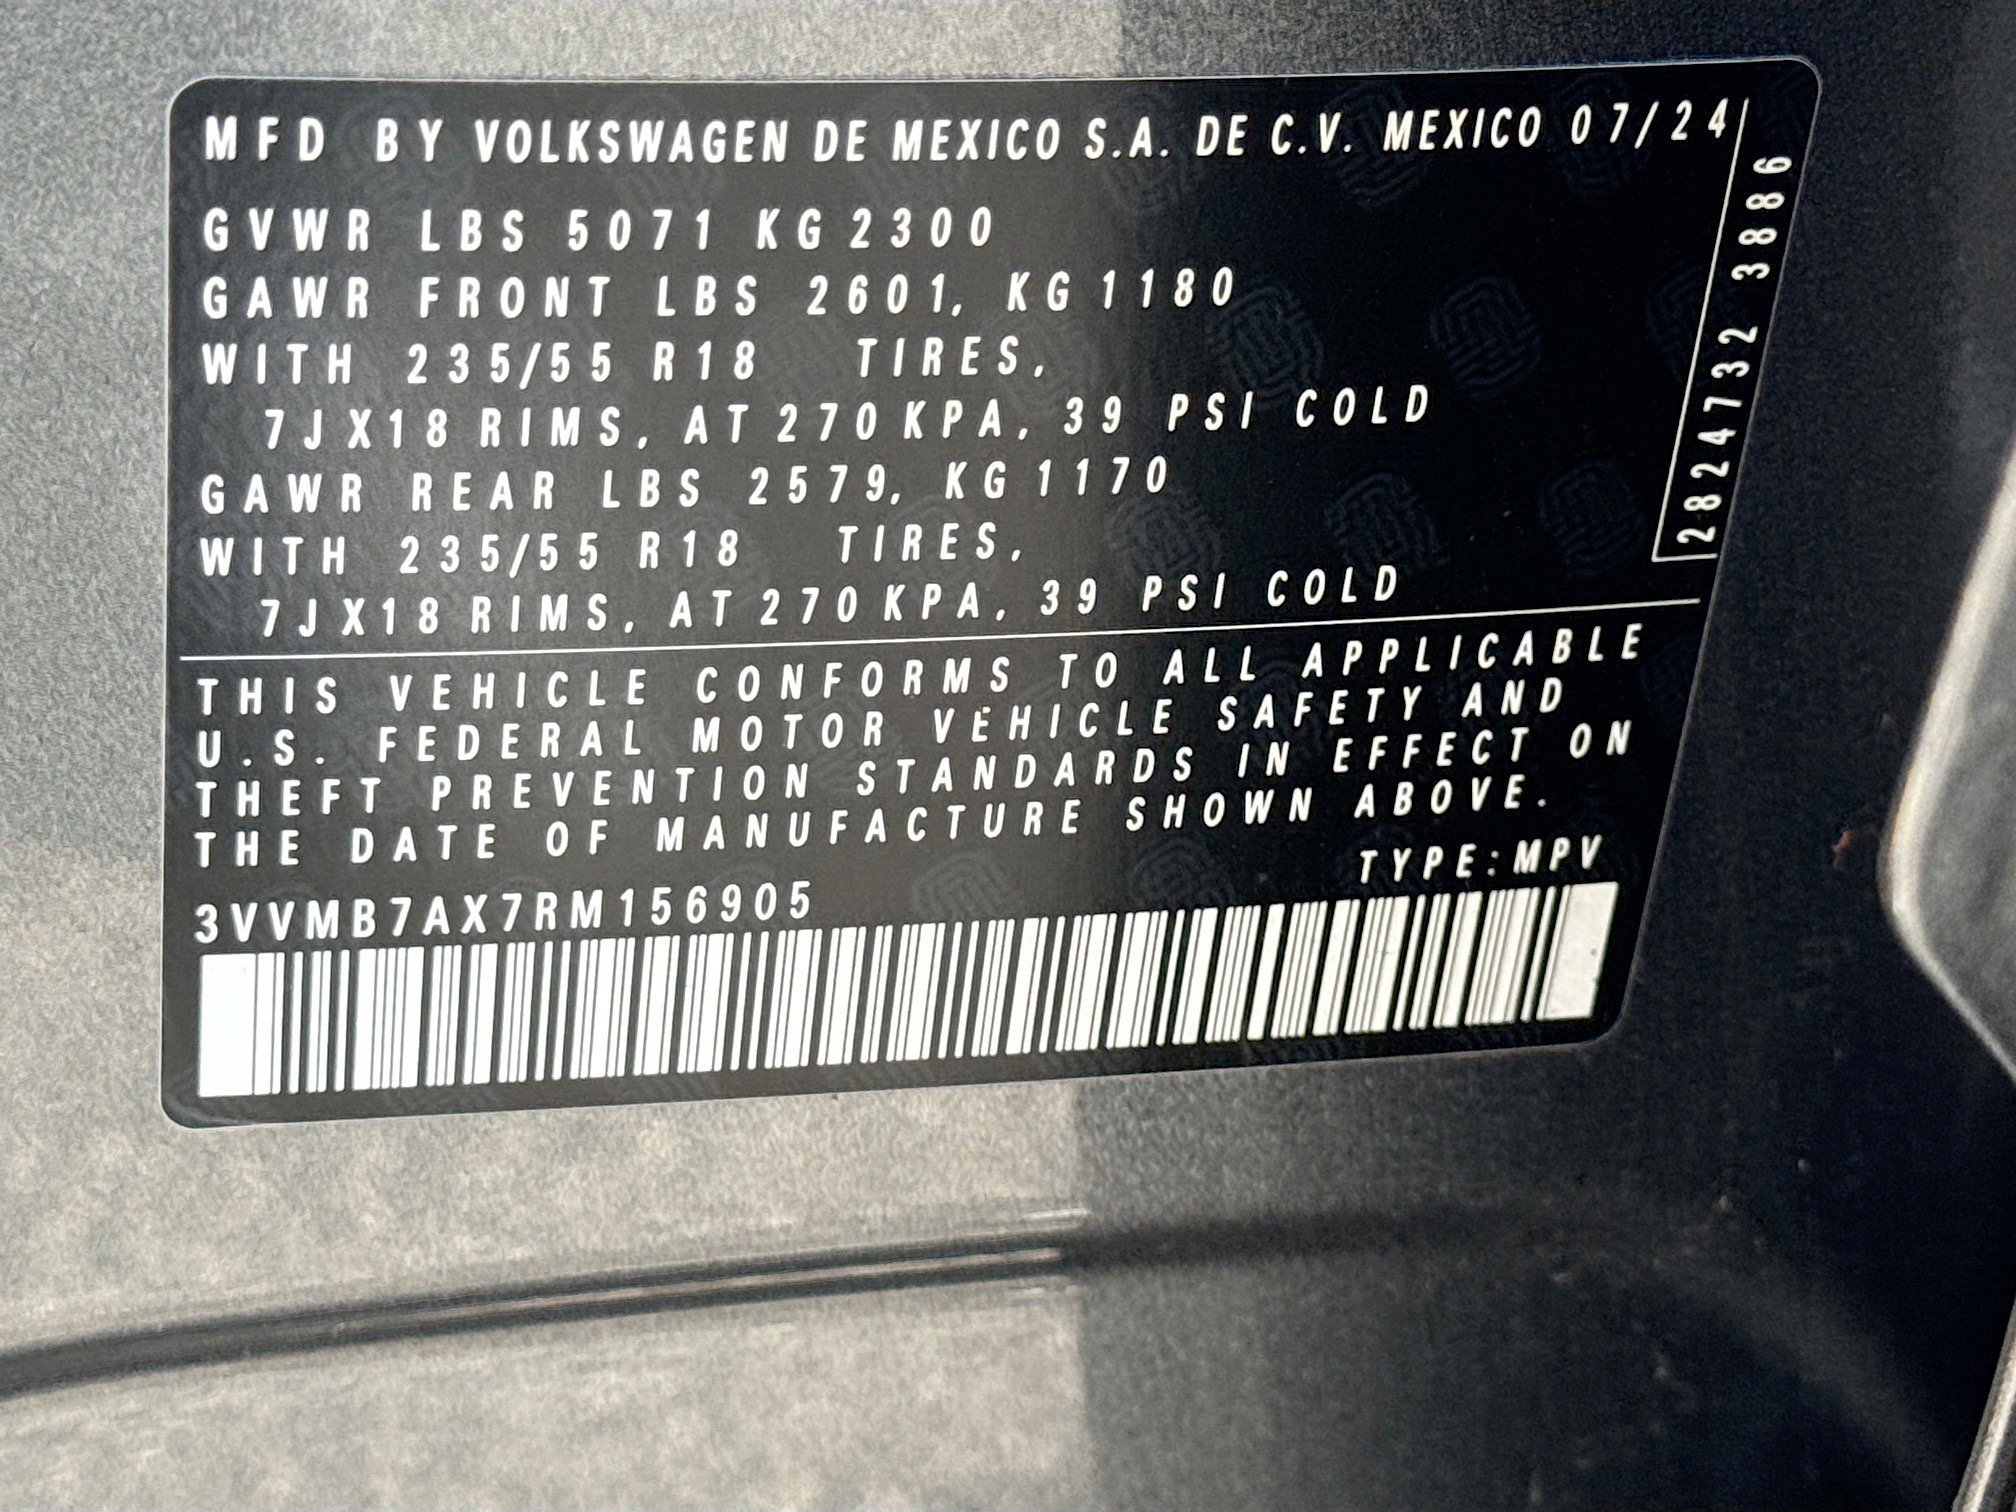 MFD BY VOLKSWAGEN DE MEXICO S.A. DE C.V. MEXICO 07/24
GVWR LBS 5071 KG 2300
GAWR FRONT LBS 2601, KG 1180
WITH 235/55 R18 TIRES,
7J X18 RIMS, AT 270 KPA, 39 PSI COLD
GAWR REAR LBS 2579, KG 1170
WITH 235/55 R18 TIRES,
7J X18 RIMS, AT 270 KPA, 39 PSI COLD
2824732 3886
THIS VEHICLE CONFORMS TO ALL APPLICABLE
U.S. FEDERAL MOTOR VEHICLE SAFETY AND
THEFT PREVENTION STANDARDS IN EFFECT ON
THE DATE OF MANUFACTURE SHOWN ABOVE.
TYPE:MPV
3VVMB7AX7RM156905